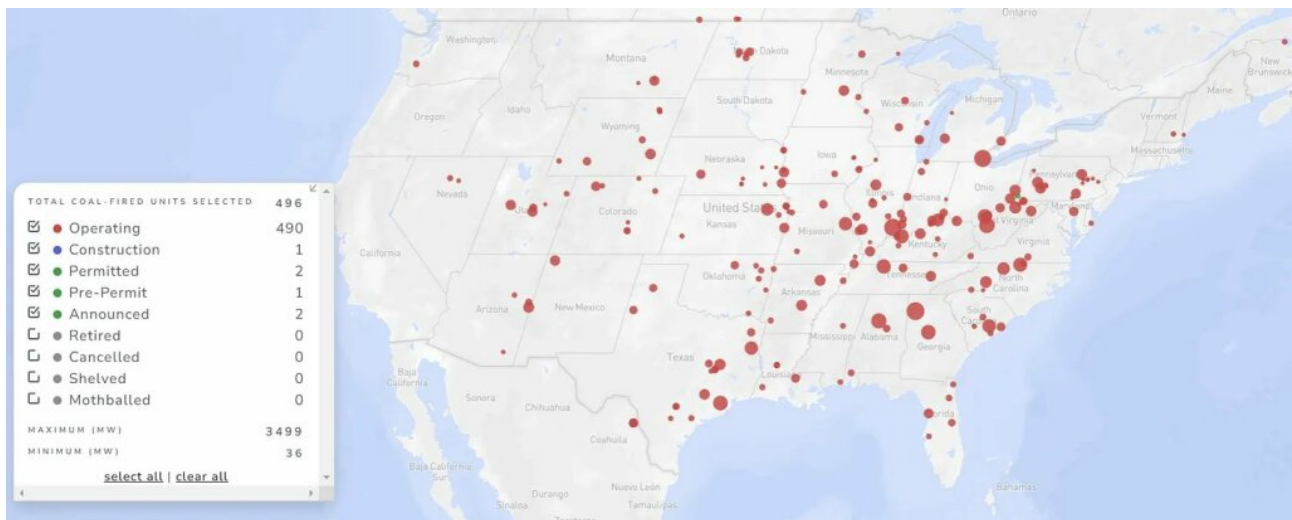 Ontario
Washington
North Dakota
Montana
New
Brunswick
Minnesota
Maine
Oregon
Idaho
South Dakota
Wisconsin
Michigan
Vermont
Wyoming
Massachusetts
Nebraska
Iowa
Nevada
Utah
Colorado
United States
Illinois
Indiana
Ohio
Pennsylvania
Maryland
Kansas
Missouri
West Virginia
Kentucky
Virginia
California
Oklahoma
Tennessee
North
Carolina
Arizona
New Mexico
Arkansas
South
Carolina
Mississippi
Alabama
Georgia
Texas
Louisiana
Baja
California
Sonora
Chihuahua
Florida
Coahuila
Baja California
Sur
Nuevo León
Bahamas
Durango
Sinaloa
Tamaulipas
TOTAL COAL-FIRED UNITS SELECTED 496
Operating 490
Construction 1
Permitted 2
Pre-Permit 1
Announced 2
Retired 0
Cancelled 0
Shelved 0
Mothballed 0
MAXIMUM (MW) 3499
MINIMUM (MW) 36
select all | clear all